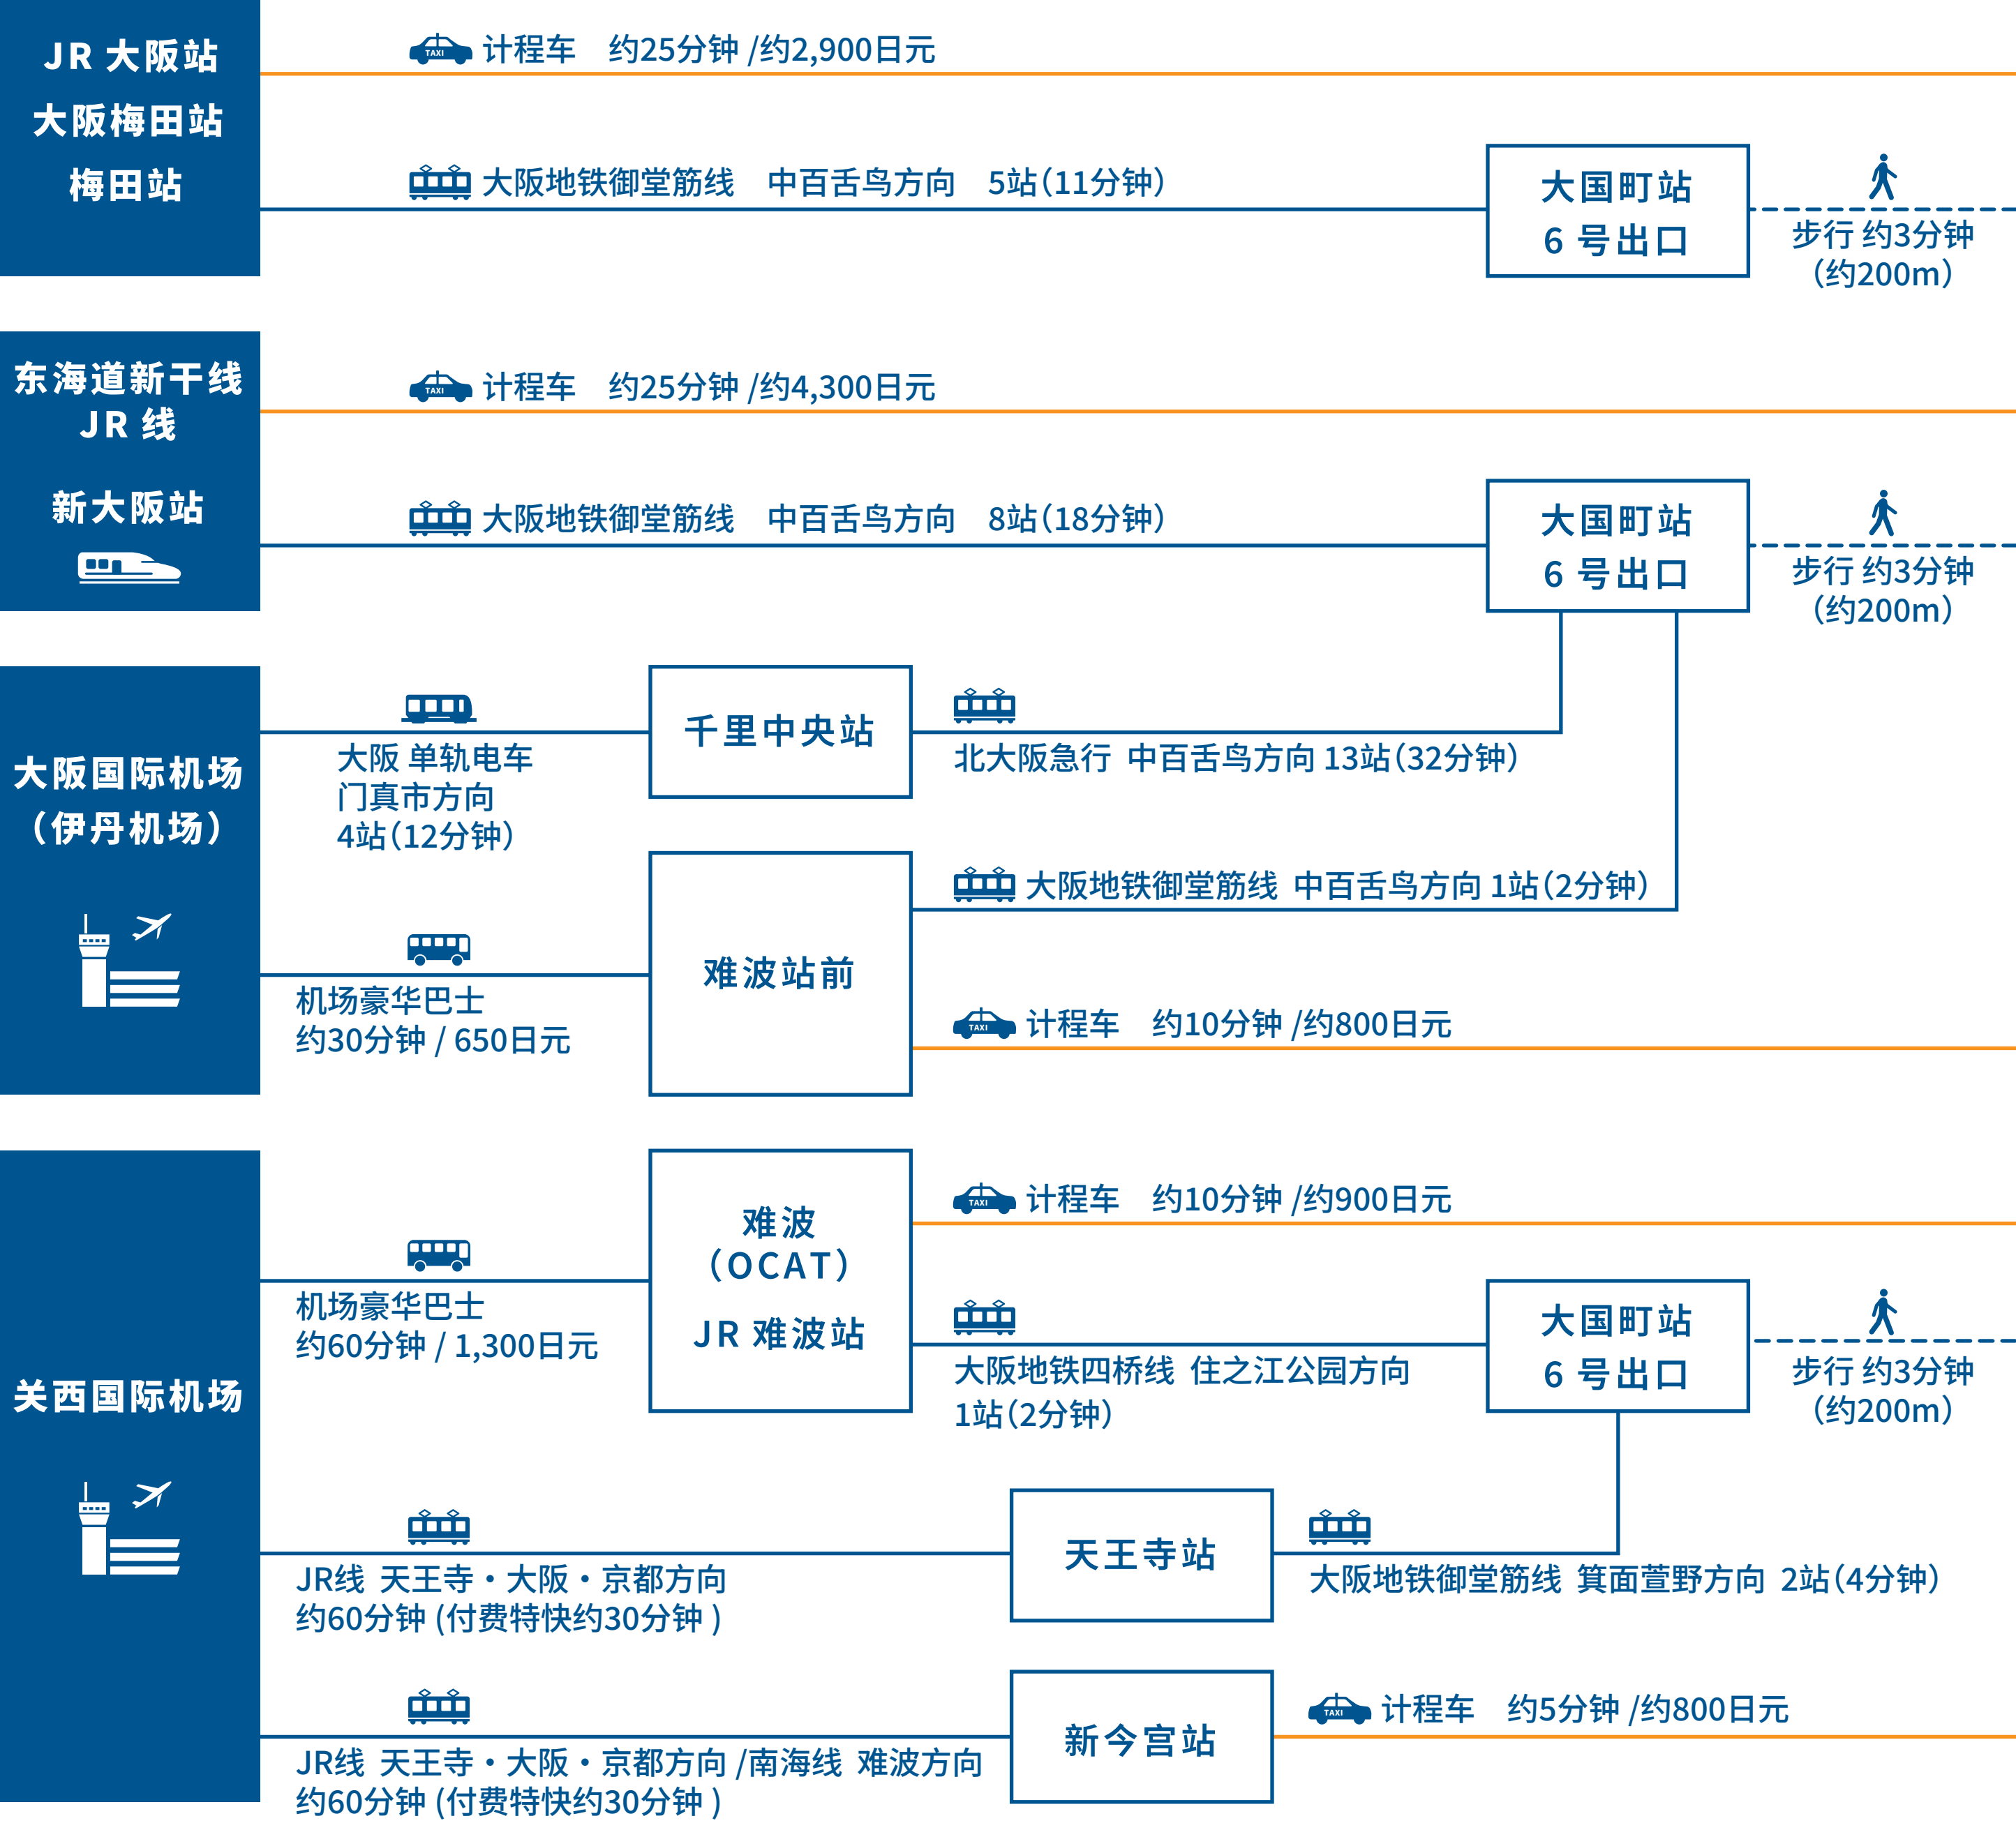 JR 大阪站
大阪梅田站
梅田站
TAXI 计程车 约25分钟 /约2,900日元
大阪地铁御堂筋线 中百舌鸟方向 5站（11分钟）
大国町站
6 号出口
步行 约3分钟
（约200m）
东海道新干线
JR 线
新大阪站
TAXI 计程车 约25分钟 /约4,300日元
大阪地铁御堂筋线 中百舌鸟方向 8站（18分钟）
大国町站
6 号出口
步行 约3分钟
（约200m）
大阪国际机场
（伊丹机场）
大阪 单轨电车
门真市方向
4站（12分钟）
千里中央站
北大阪急行 中百舌鸟方向 13站（32分钟）
机场豪华巴士
约30分钟 / 650日元
难波站前
大阪地铁御堂筋线 中百舌鸟方向 1站（2分钟）
TAXI 计程车 约10分钟 /约800日元
关西国际机场
机场豪华巴士
约60分钟 / 1,300日元
难波
（OCAT）
JR 难波站
TAXI 计程车 约10分钟 /约900日元
大阪地铁四桥线 住之江公园方向
1站（2分钟）
大国町站
6 号出口
步行 约3分钟
（约200m）
JR线 天王寺・大阪・京都方向
约60分钟 (付费特快约30分钟 )
天王寺站
大阪地铁御堂筋线 箕面萱野方向 2站（4分钟）
JR线 天王寺・大阪・京都方向 /南海线 难波方向
约60分钟 (付费特快约30分钟 )
新今宫站
TAXI 计程车 约5分钟 /约800日元